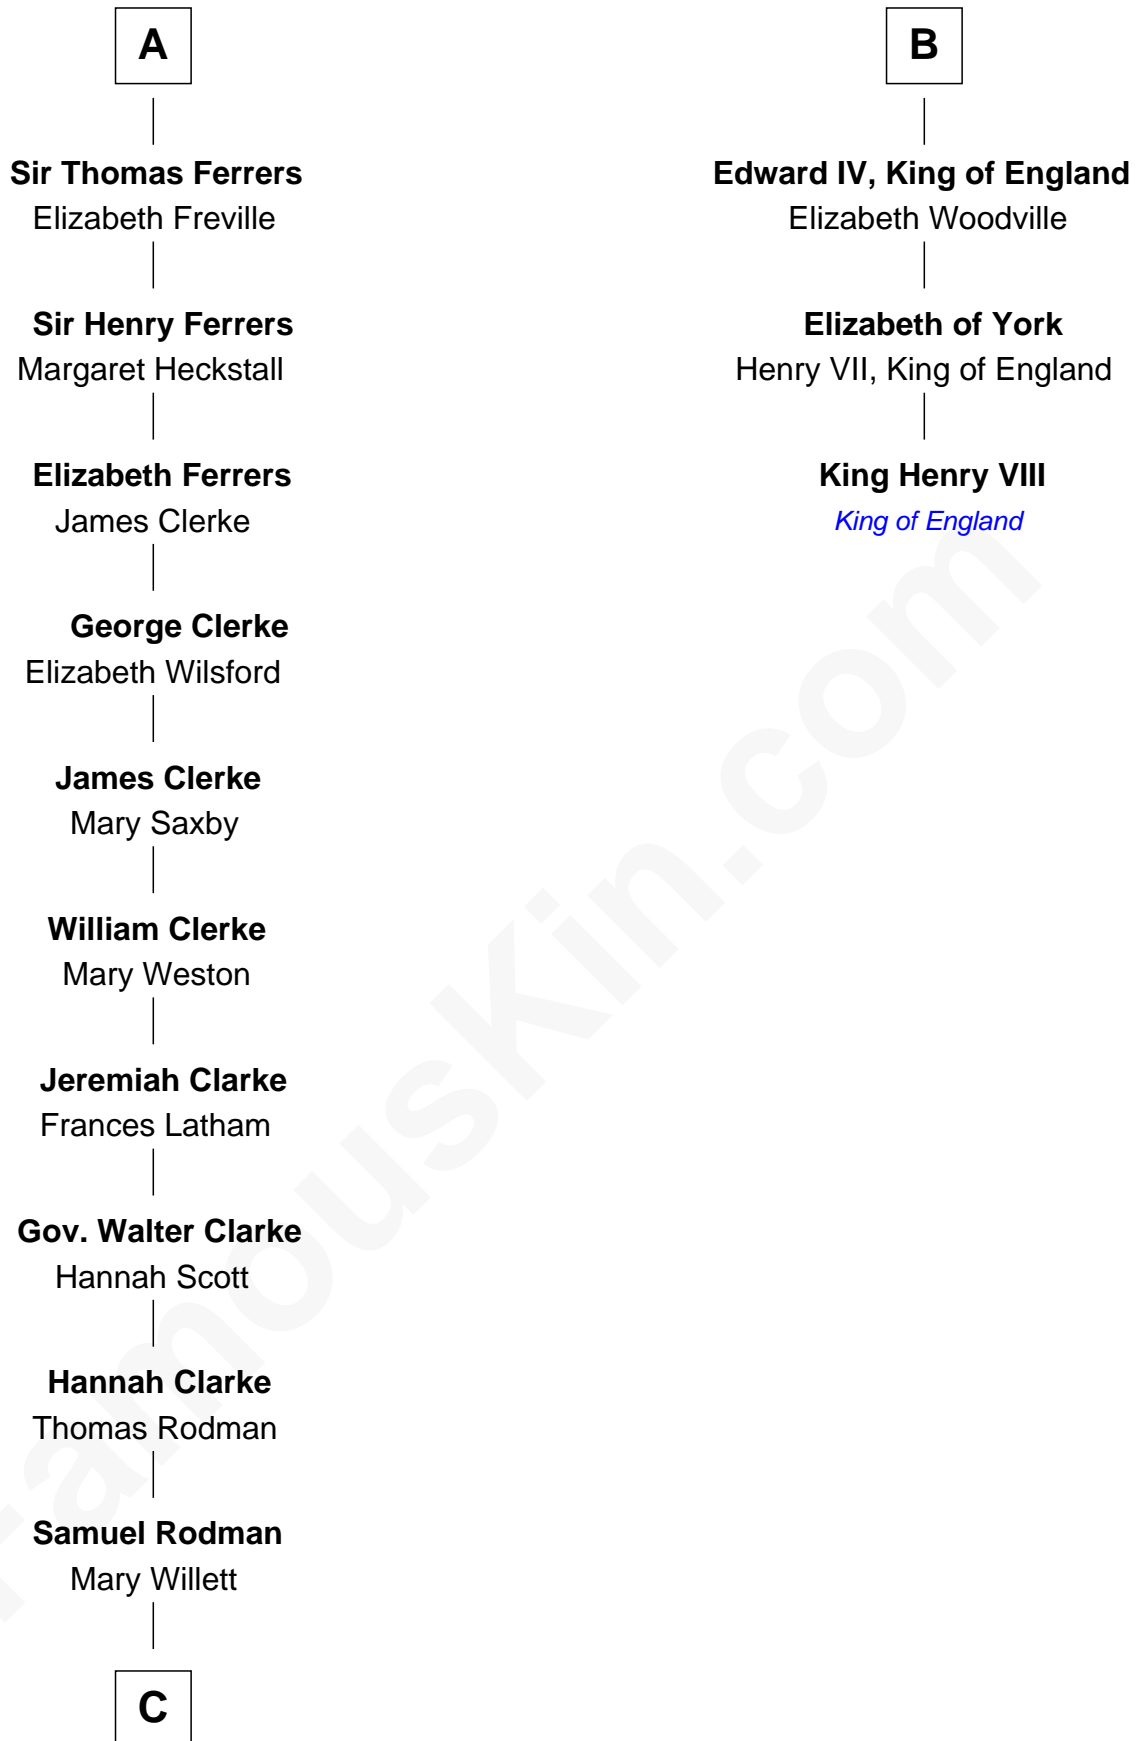 A
Sir Thomas Ferrers
Elizabeth Freville
Sir Henry Ferrers
Margaret Heckstall
Elizabeth Ferrers
James Clerke
George Clerke
Elizabeth Wilsford
James Clerke
Mary Saxby
William Clerke
Mary Weston
Jeremiah Clarke
Frances Latham
Gov. Walter Clarke
Hannah Scott
Hannah Clarke
Thomas Rodman
Samuel Rodman
Mary Willett
C
B
Edward IV, King of England
Elizabeth Woodville
Elizabeth of York
Henry VII, King of England
King Henry VIII
King of England
FamousKin.com